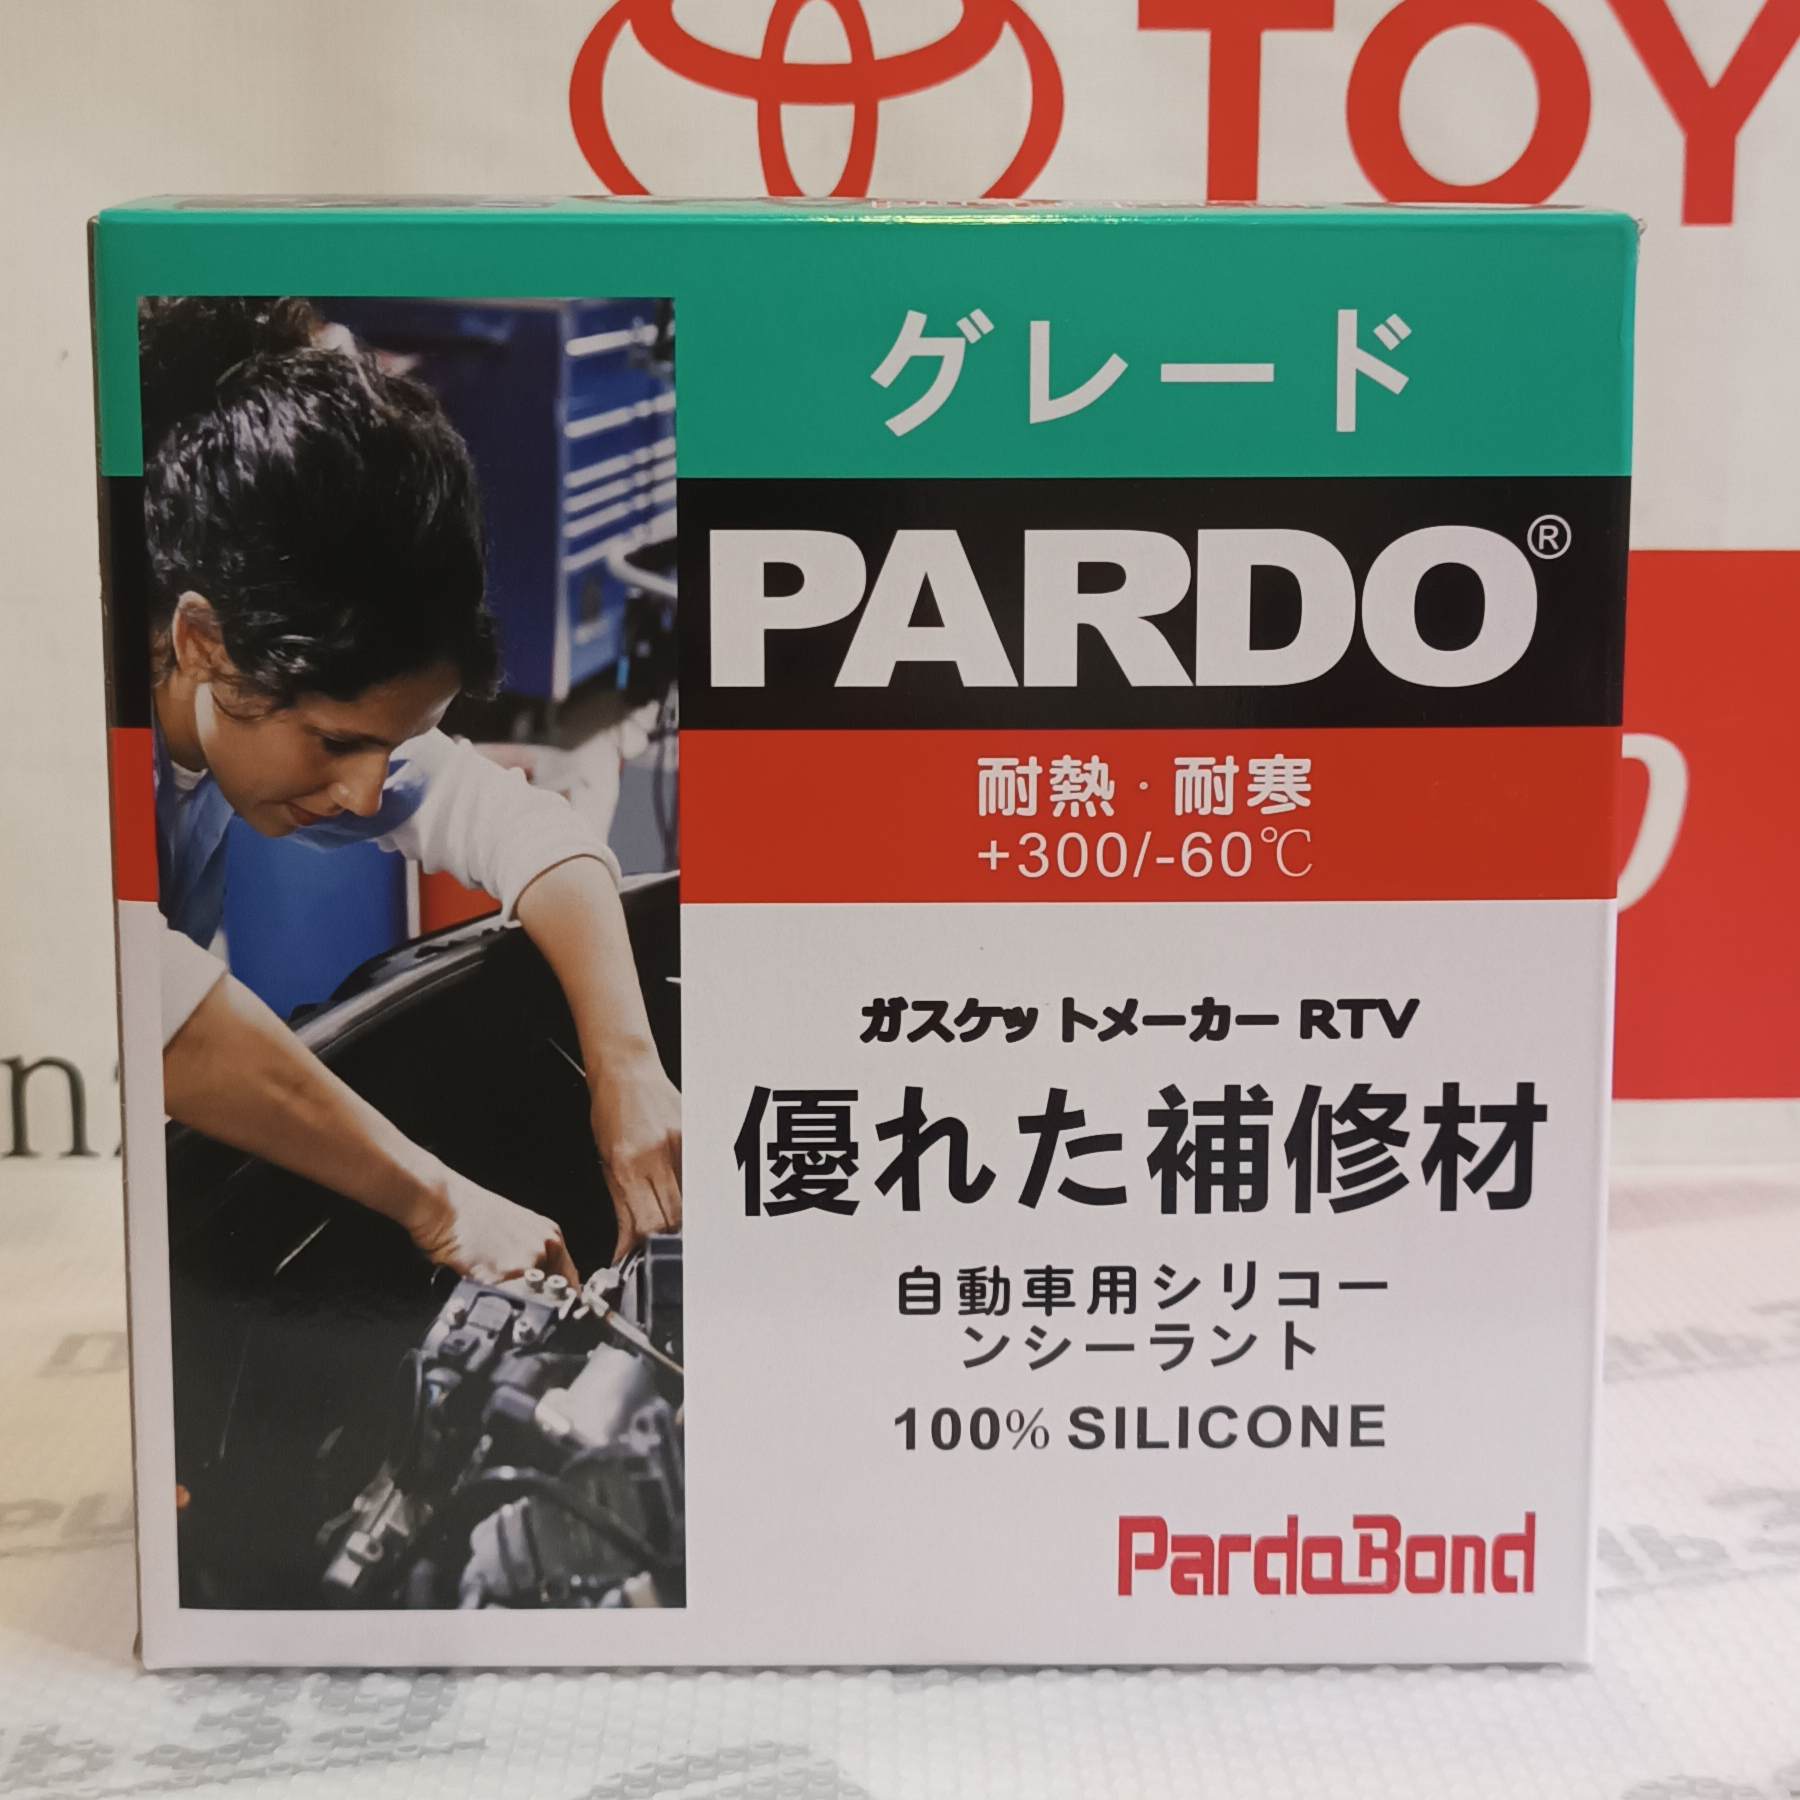 TOY
グレード
PARDO®
耐熱·耐寒
+300/-60℃
ガスケットメーカー RTV
優れた補修材
自動車用シリコー
ンシーラント
100% SILICONE
PardoBond